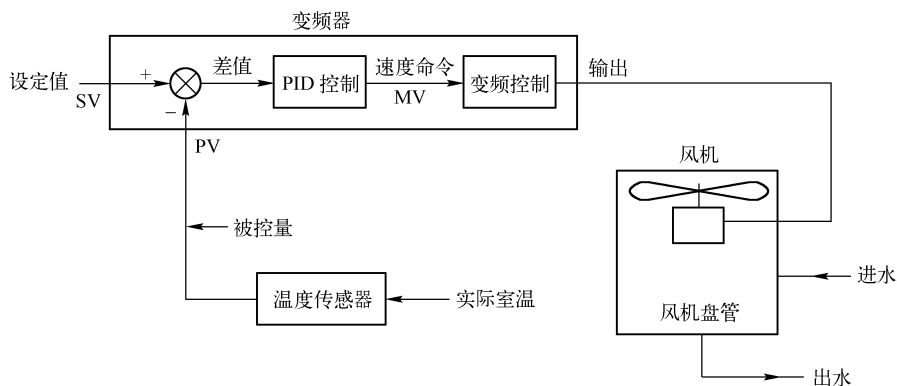 变频器
设定值
SV
+
−
差值
PID 控制
速度命令
MV
变频控制
输出
PV
被控量
温度传感器
实际室温
风机
进水
风机盘管
出水